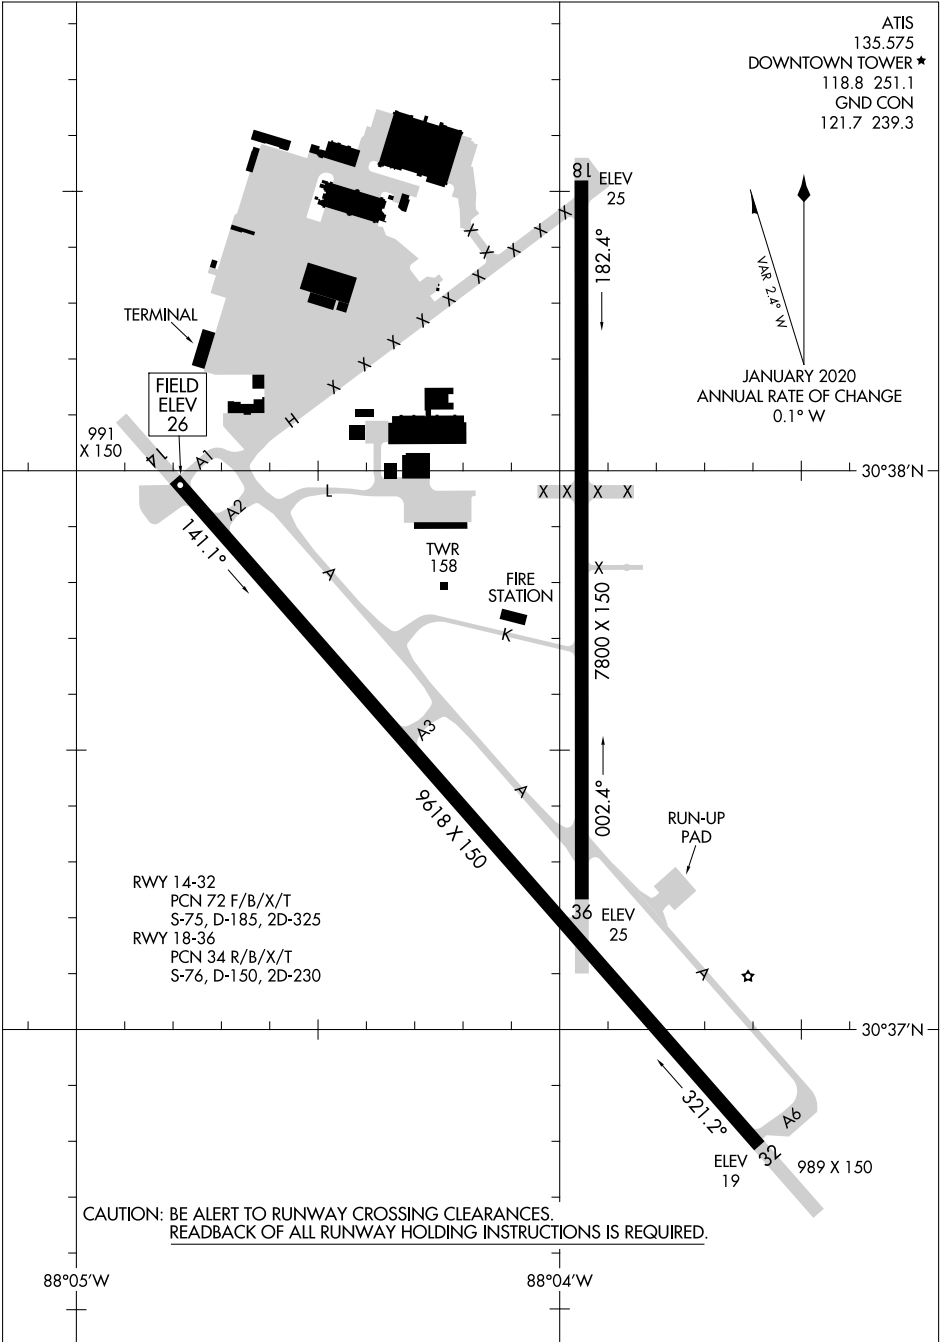 ATIS
135.575
DOWNTOWN TOWER
118.8 251.1
GND CON
121.7 239.3
18
ELEV
25
182.4°
VAR 2.4° W
JANUARY 2020
ANNUAL RATE OF CHANGE
0.1° W
X
X
X
X
X
X
X
X
X
X
X
X
TERMINAL
FIELD
ELEV
26
991
X 150
14
A1
H
30°38'N
A2
L
X
X
X
X
141.1°
A
TWR
158
FIRE
STATION
K
X
7800 X 150
A3
9618 X 150
A
002.4°
RUN-UP
PAD
RWY 14-32
PCN 72 F/B/X/T
S-75, D-185, 2D-325
RWY 18-36
PCN 34 R/B/X/T
S-76, D-150, 2D-230
36
ELEV
25
A
30°37'N
321.2°
A6
32
ELEV
19
989 X 150
CAUTION: BE ALERT TO RUNWAY CROSSING CLEARANCES.
READBACK OF ALL RUNWAY HOLDING INSTRUCTIONS IS REQUIRED.
88°05'W
88°04'W